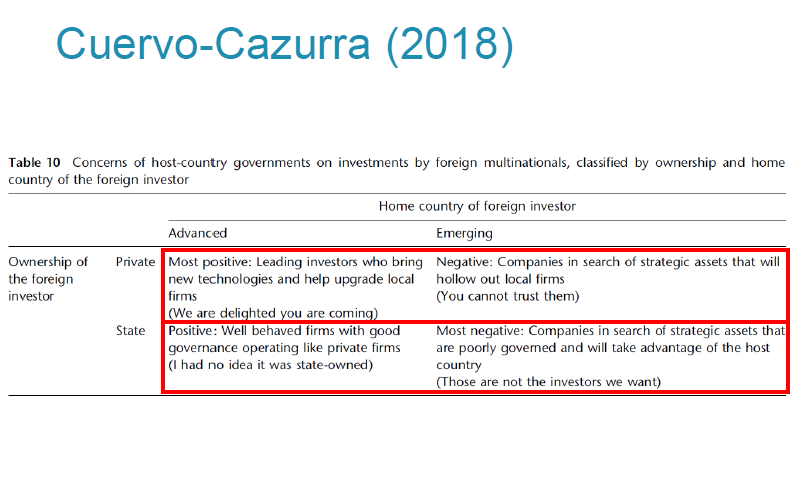 Cuervo-Cazurra (2018)
Table 10 Concerns of host-country governments on investments by foreign multinationals, classified by ownership and home
country of the foreign investor
Home country of foreign investor
Advanced Emerging
Ownership of
the foreign
investor
Private
Most positive: Leading investors who bring
new technologies and help upgrade local
firms
(We are delighted you are coming)
Negative: Companies in search of strategic assets that will
hollow out local firms
(You cannot trust them)
State
Positive: Well behaved firms with good
governance operating like private firms
(I had no idea it was state-owned)
Most negative: Companies in search of strategic assets that
are poorly governed and will take advantage of the host
country
(Those are not the investors we want)